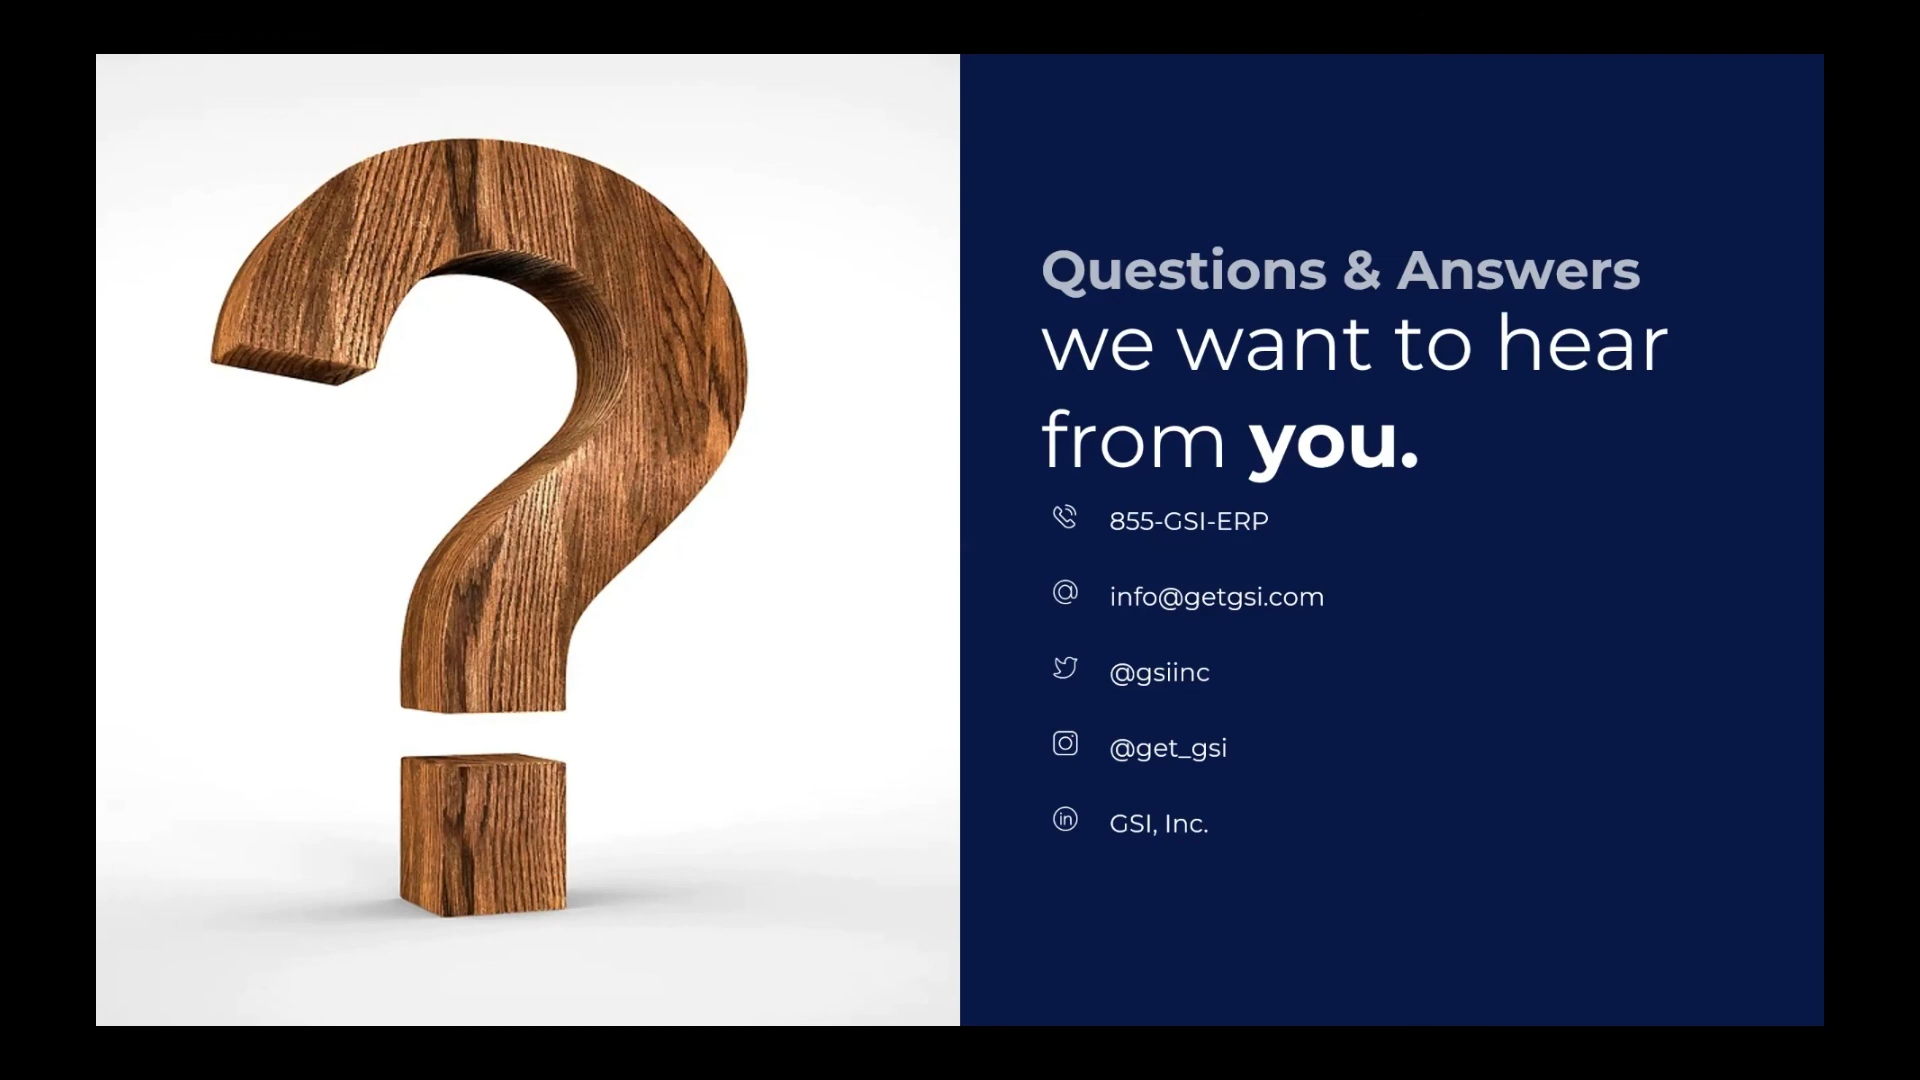 Questions & Answers
we want to hear
from you.
855-GSI-ERP
info@getgsi.com
@gsiinc
@get_gsi
GSI, Inc.